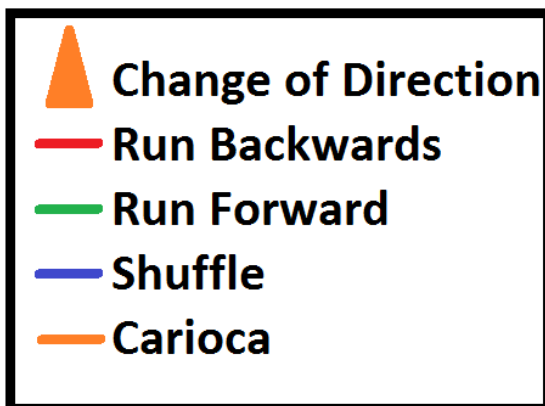 Change of Direction
Run Backwards
Run Forward
Shuffle
Carioca